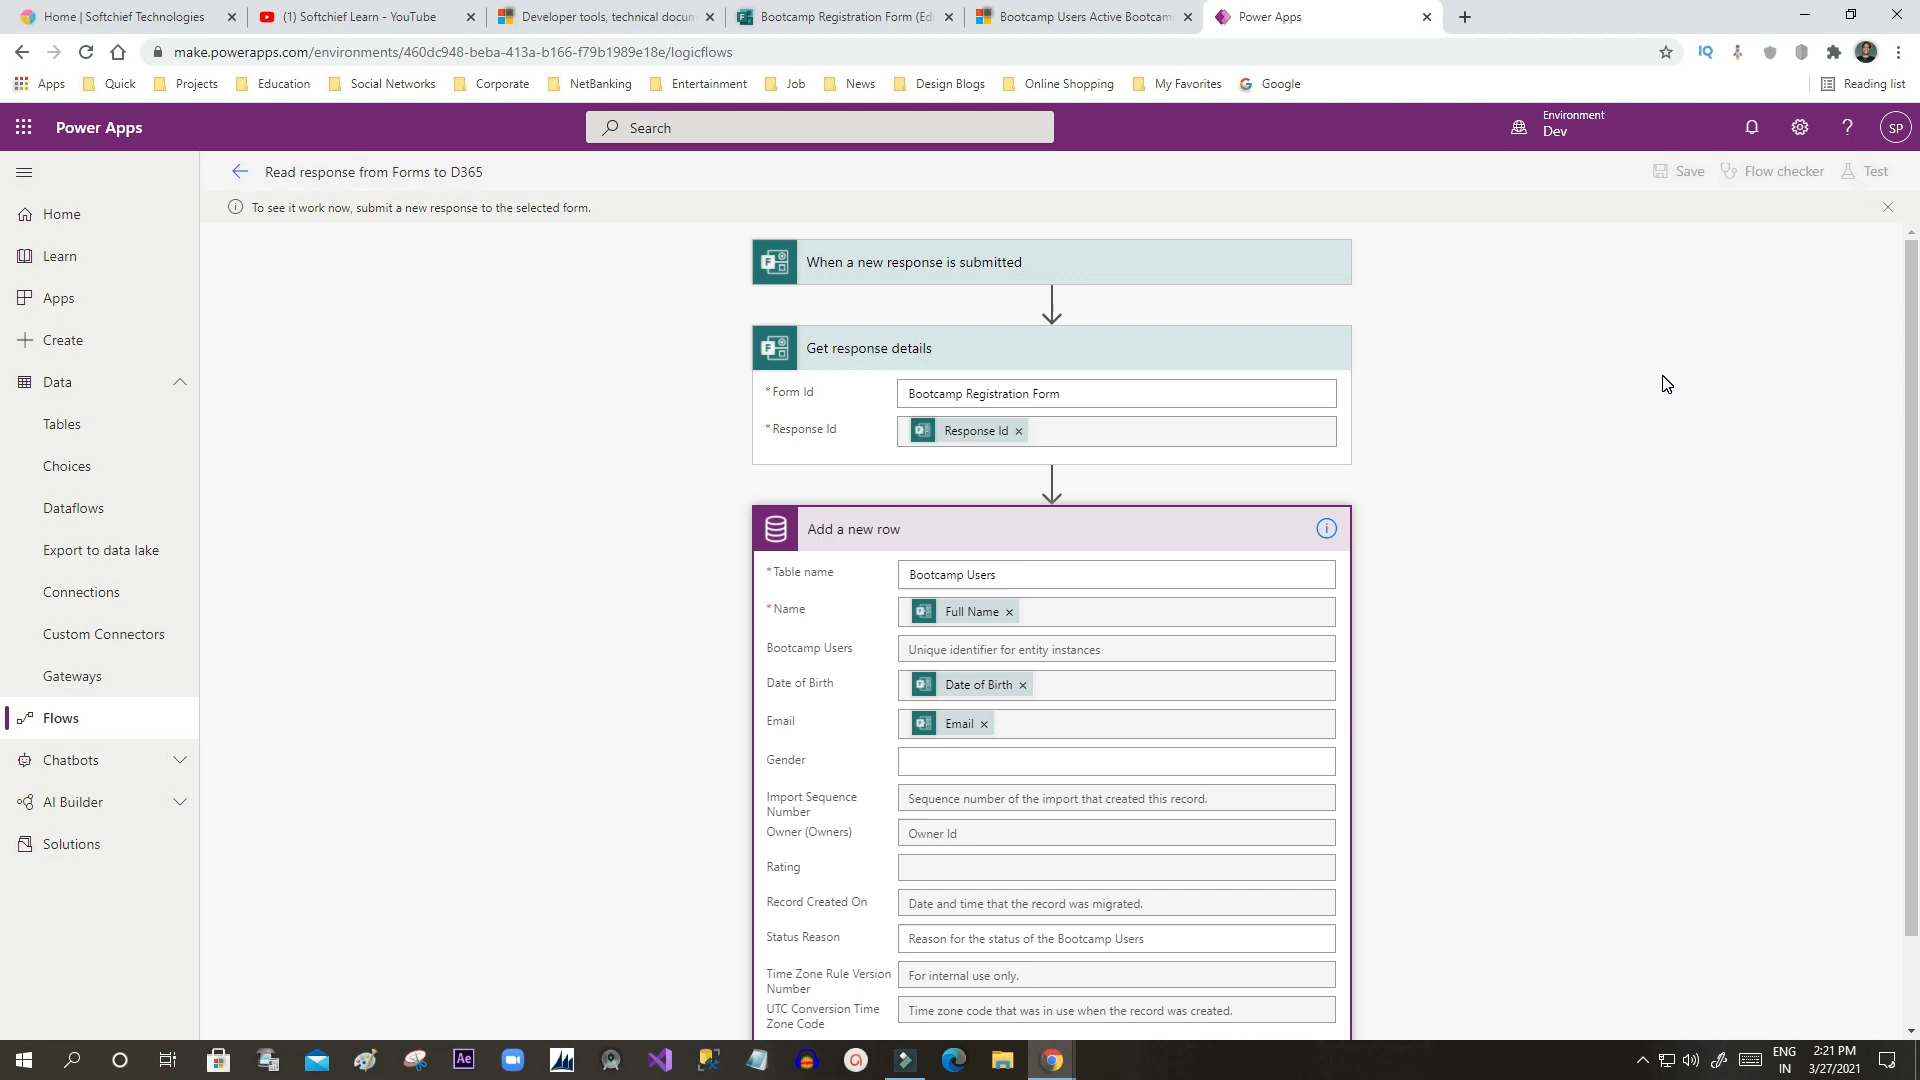 Home | Softchief Technologies
(1) Softchief Learn - YouTube
Developer tools, technical docum
Bootcamp Registration Form (Edi
Bootcamp Users Active Bootcam
Power Apps
make.powerapps.com/environments/460dc948-beba-413a-b166-f79b1989e18e/logicflows
IQ
Apps
Quick
Projects
Education
Social Networks
Corporate
NetBanking
Entertainment
Job
News
Design Blogs
Online Shopping
My Favorites
Google
Reading list
Power Apps
Search
Environment
Dev
SP
Read response from Forms to D365
Save
Flow checker
Test
To see it work now, submit a new response to the selected form.
Home
Learn
Apps
Create
Data
Tables
Choices
Dataflows
Export to data lake
Connections
Custom Connectors
Gateways
Flows
Chatbots
AI Builder
Solutions
When a new response is submitted
Get response details
*Form Id
Bootcamp Registration Form
*Response Id
Response Id
Add a new row
*Table name
Bootcamp Users
*Name
Full Name
Bootcamp Users
Unique identifier for entity instances
Date of Birth
Date of Birth
Email
Email
Gender
Import Sequence
Number
Sequence number of the import that created this record.
Owner (Owners)
Owner Id
Rating
Record Created On
Date and time that the record was migrated.
Status Reason
Reason for the status of the Bootcamp Users
Time Zone Rule Version
Number
For internal use only.
UTC Conversion Time
Zone Code
Time zone code that was in use when the record was created.
Ae
ENG
IN
2:21 PM
3/27/2021